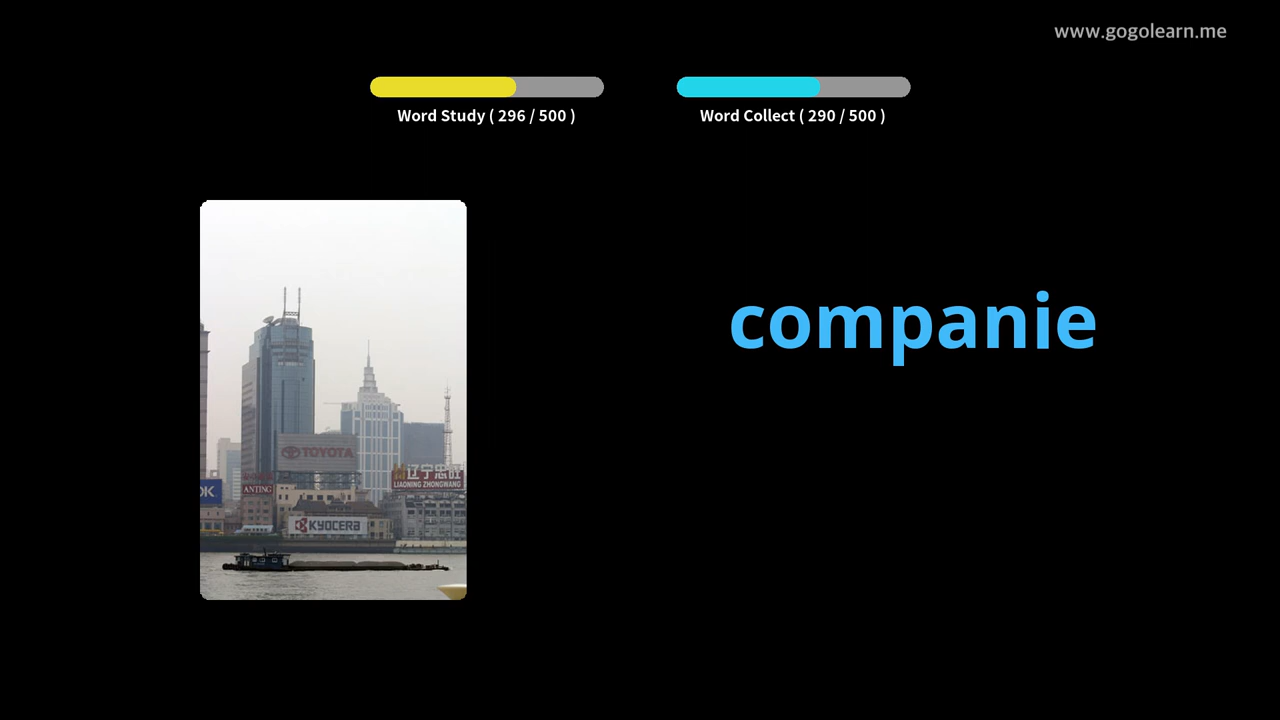 www.gogolearn.me
Word Study ( 296 / 500 )
Word Collect ( 290 / 500 )
companie
TOYOTA
辽宁忠旺
LIAONING ZHONGWANG
ANTING
OK
KYOCERA